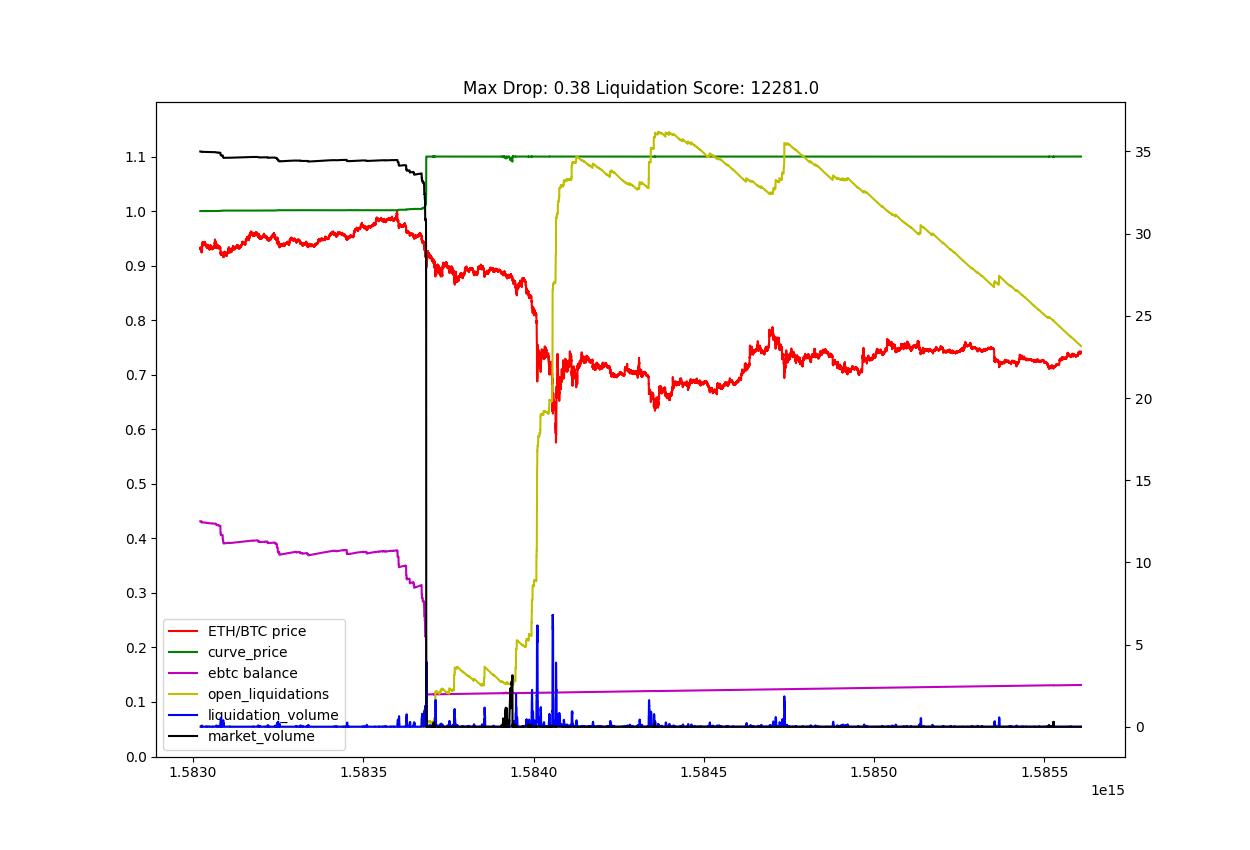 Max Drop: 0.38 Liquidation Score: 12281.0
1.1
1.0
0.9
0.8
0.7
0.6
0.5
0.4
0.3
0.2
0.1
0.0
35
30
25
20
15
10
5
0
ETH/BTC price
curve_price
ebtc balance
open_liquidations
liquidation_volume
market_volume
1.5830 1.5835 1.5840 1.5845 1.5850 1.5855
1e15